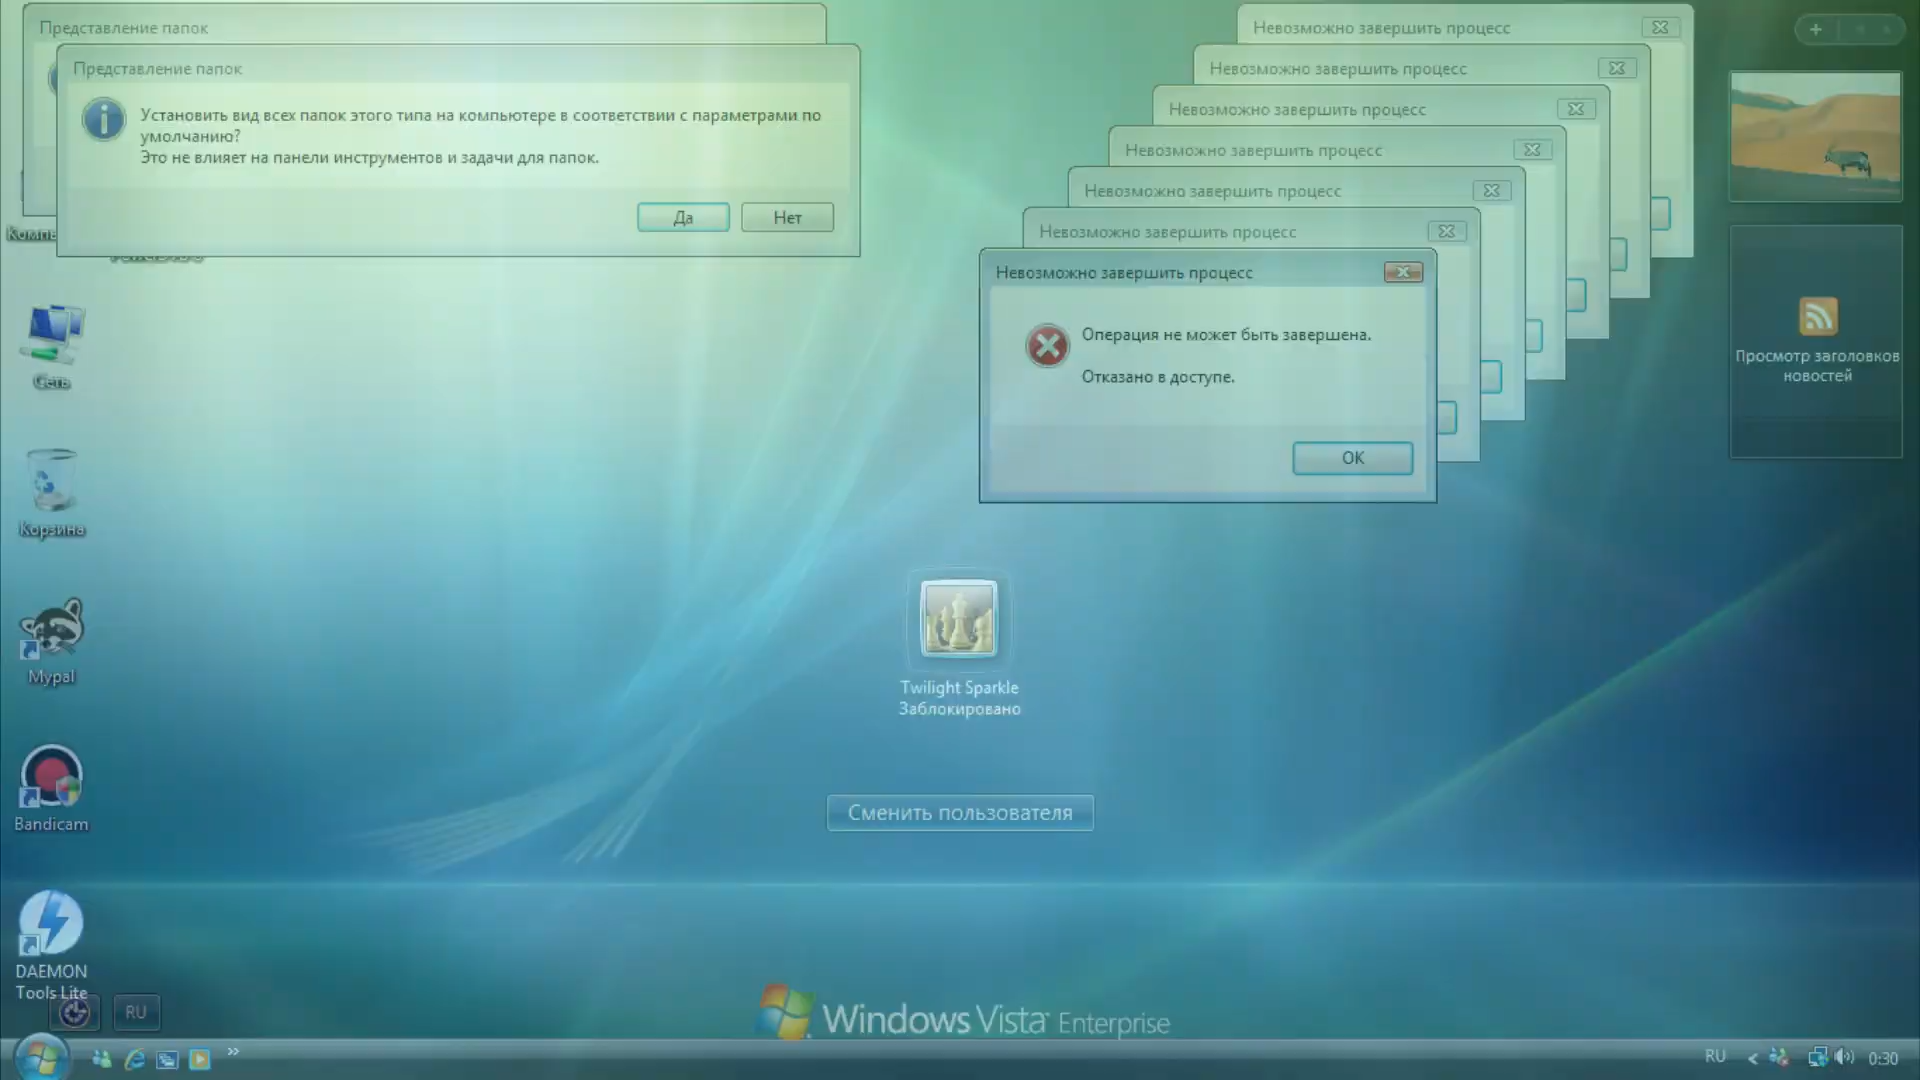 Представление папок
Представление папок
Установить вид всех папок этого типа на компьютере в соответствии с параметрами по
умолчанию?
Это не влияет на панели инструментов и задачи для папок.
Да
Нет
Невозможно завершить процесс
Невозможно завершить процесс
Невозможно завершить процесс
Невозможно завершить процесс
Невозможно завершить процесс
Невозможно завершить процесс
Невозможно завершить процесс
Операция не может быть завершена.
Отказано в доступе.
OK
Просмотр заголовков
новостей
Сеть
Корзина
Mypal
Bandicam
DAEMON
Tools Lite
Twilight Sparkle
Заблокировано
Сменить пользователя
RU
Windows Vista Enterprise
RU
0:30